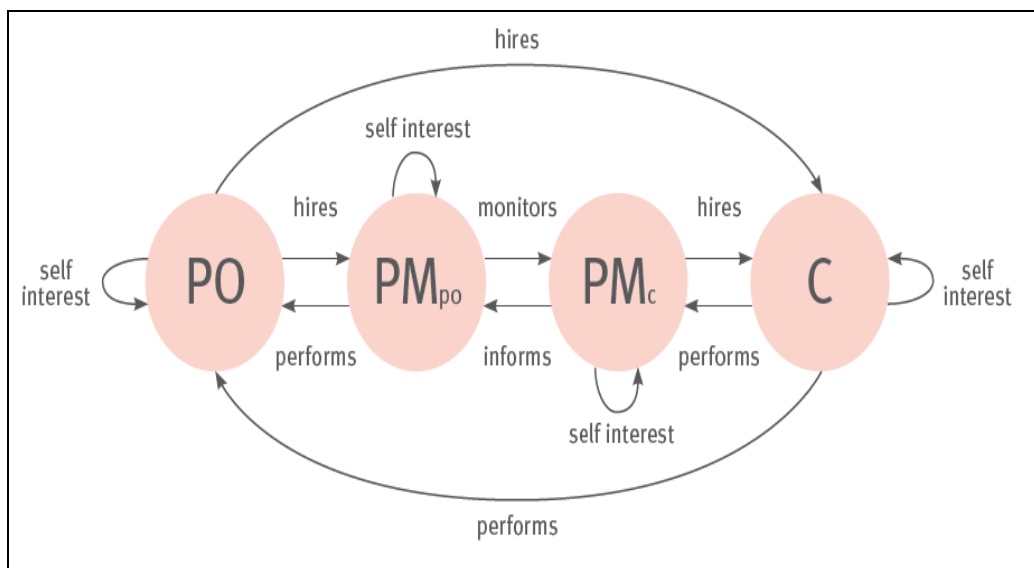 hires
self interest
hires
monitors
hires
self
interest
PO
PMpo
PMc
C
self
interest
performs
informs
performs
self interest
performs